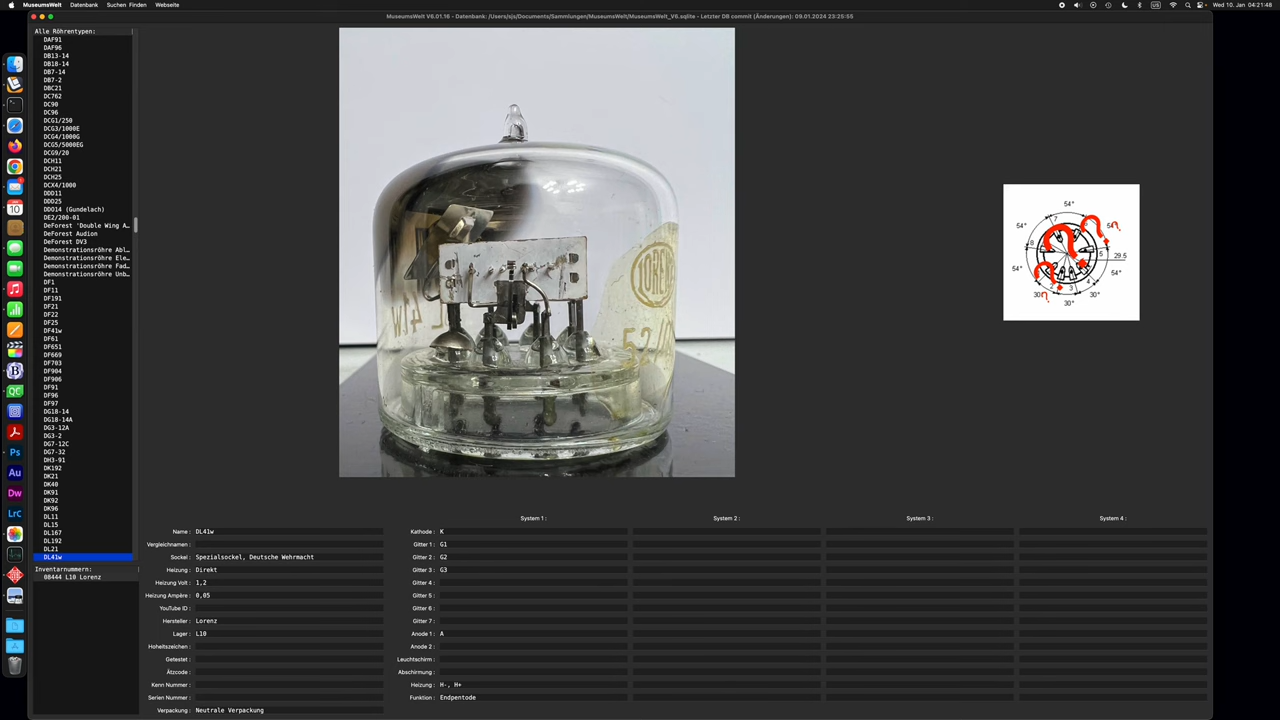 MuseumsWelt Datenbank Suchen Finden Webseite
US
Wed 10. Jan. 04:21:48
MuseumsWelt V6.01.16 - Datenbank: /Users/sjs/Documents/Sammlungen/MuseumsWelt/MuseumsWelt_V6.sqlite - Letzter DB commit (Änderungen): 09.01.2024 23:25:55
Alle Röhrentypen:
DAF91
DAF96
DB13-14
DB18-14
DB7-14
DB7-2
DBC21
DC762
DC90
DC96
DCG1/250
DCG3/1000E
DCG4/1000G
DCG5/5000EG
DCG9/20
DCH11
DCH21
DCH25
DCX4/1000
DDD11
DDD25
DDD14 (Gundelach)
DE2/200-01
DeForest 'Double Wing A…
DeForest Audion
DeForest DV3
Demonstrationsröhre Abl…
Demonstrationsröhre Ele…
Demonstrationsröhre Fad…
Demonstrationsröhre Unb…
DF1
DF11
DF191
DF21
DF22
DF25
DF41w
DF61
DF651
DF669
DF703
DF904
DF906
DF91
DF96
DF97
DG18-14
DG18-14A
DG3-12A
DG3-2
DG7-12C
DG7-32
DH3-91
DK192
DK21
DK40
DK91
DK92
DK96
DL11
DL15
DL167
DL192
DL21
DL41w
Inventarnummern:
08444 L10 Lorenz
LORENZ
54°
54°
54°
54°
54°
30°
30°
30°
29.5
7
8
5
4
3
System 1 :
System 2 :
System 3 :
System 4 :
Name : DL41w
Vergleichnamen :
Sockel : Spezialsockel, Deutsche Wehrmacht
Heizung : Direkt
Heizung Volt : 1,2
Heizung Ampère : 0,05
YouTube ID :
Hersteller : Lorenz
Lager : L10
Hoheitszeichen :
Getestet :
Ätzcode :
Kenn Nummer :
Serien Nummer :
Verpackung : Neutrale Verpackung
Kathode : K
Gitter 1 : G1
Gitter 2 : G2
Gitter 3 : G3
Gitter 4 :
Gitter 5 :
Gitter 6 :
Gitter 7 :
Anode 1 : A
Anode 2 :
Leuchtschirm :
Abschirmung :
Heizung : H-, H+
Funktion : Endpentode